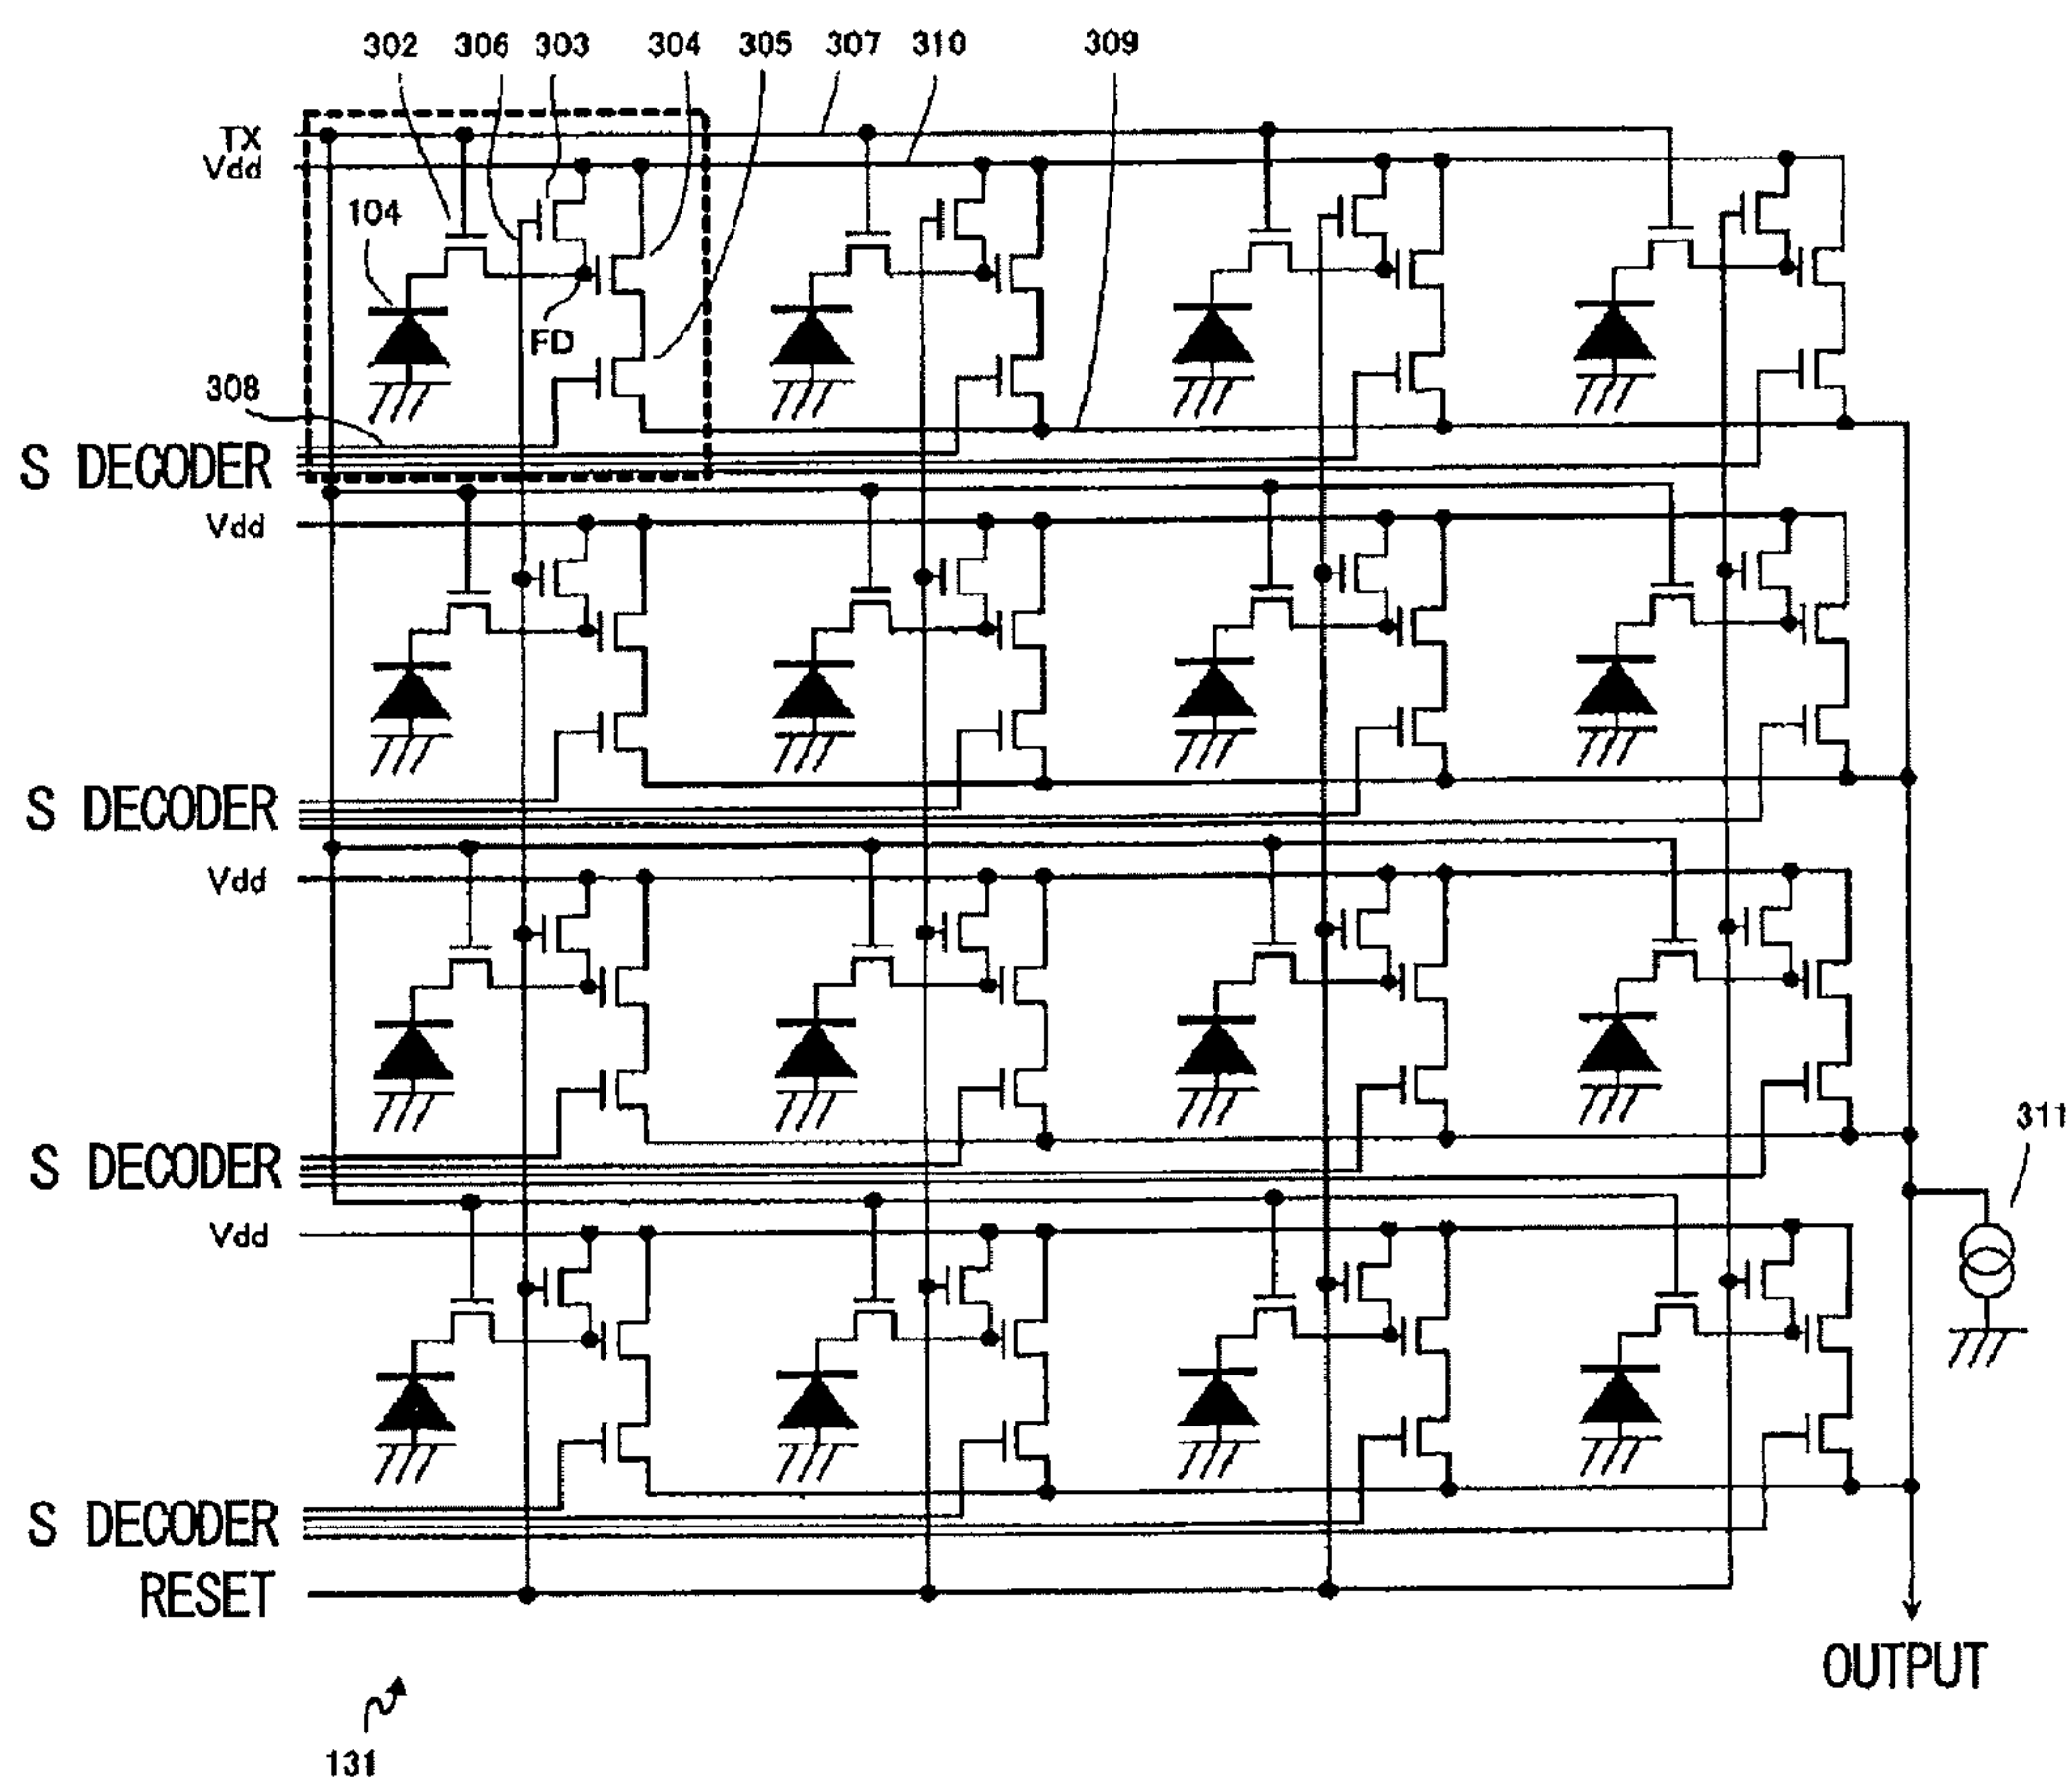 302 306 303 304 305 307 310 309
TX
Vdd
104
FD
308
S DECODER
Vdd
S DECODER
Vdd
311
S DECODER
Vdd
S DECODER
RESET
OUTPUT
131